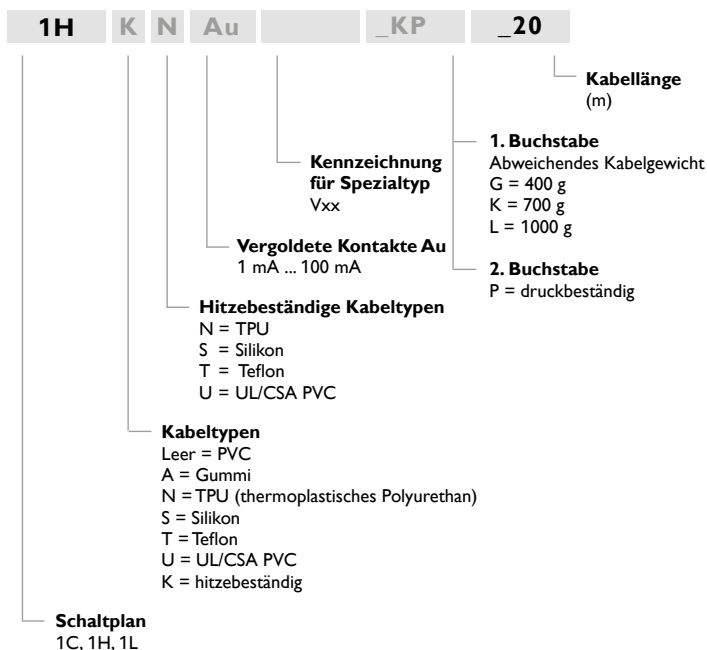 1H K N Au _KP _20
Kabellänge
(m)
1. Buchstabe
Abweichendes Kabelgewicht
G = 400 g
K = 700 g
L = 1000 g
2. Buchstabe
P = druckbeständig
Kennzeichnung
für Spezialtyp
Vxx
Vergoldete Kontakte Au
1 mA ... 100 mA
Hitzebeständige Kabeltypen
N = TPU
S = Silikon
T = Teflon
U = UL/CSA PVC
Kabeltypen
Leer = PVC
A = Gummi
N = TPU (thermoplastisches Polyurethan)
S = Silikon
T = Teflon
U = UL/CSA PVC
K = hitzebeständig
Schaltplan
1C, 1H, 1L